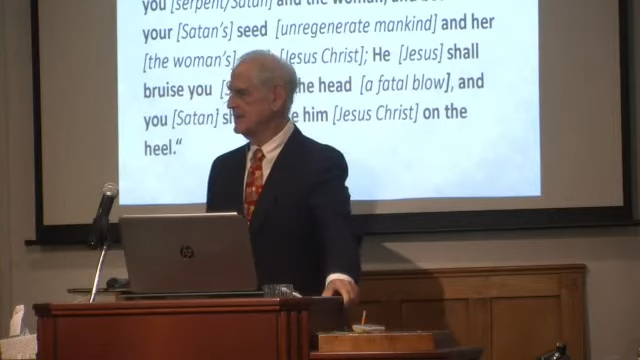 you [serpent/Satan] and the woman, and
your [Satan's] seed [unregenerate mankind] and her
[the woman's] [Jesus Christ]; He [Jesus] shall
bruise you the head [a fatal blow], and
you [Satan] him [Jesus Christ] on the
heel."
hp